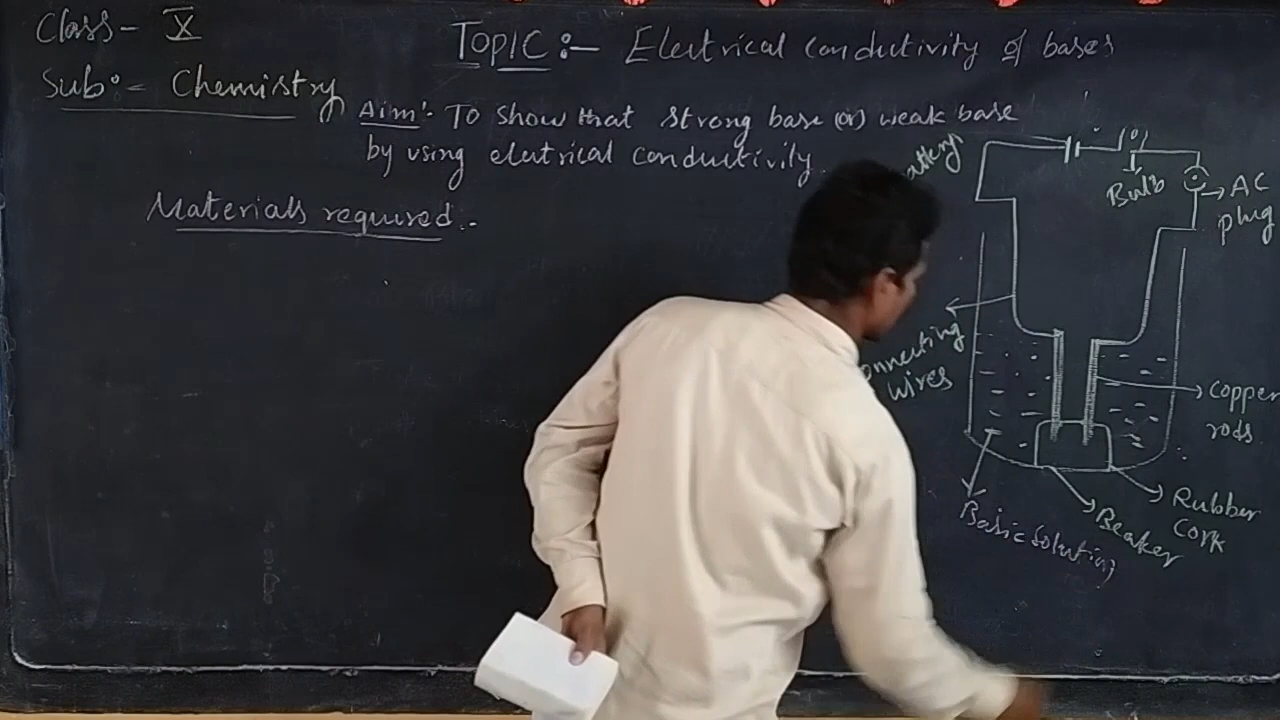 Class- X
Sub:- Chemistry
TOPIC:- Electrical conductivity of bases
Aim:- To show that strong base (or) weak base
by using electrical conductivity.
Materials required:-
Bulb
AC
plug
wires
Copper
rods
Rubber
Cork
Beaker
Basic solution